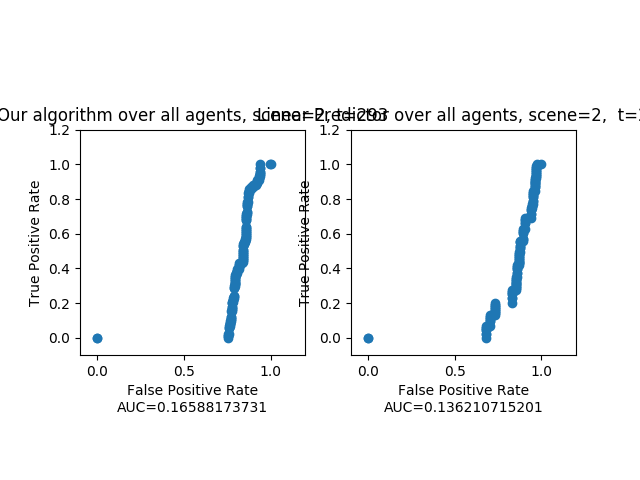 Our algorithm over all agents, scene=2, t=293
Linear Predictor over all agents, scene=2,  t=
1.2
1.0
0.8
0.6
0.4
0.2
0.0
True Positive Rate
0.0
0.5
1.0
False Positive Rate
AUC=0.16588173731
1.2
1.0
0.8
0.6
0.4
0.2
0.0
True Positive Rate
0.0
0.5
1.0
False Positive Rate
AUC=0.136210715201